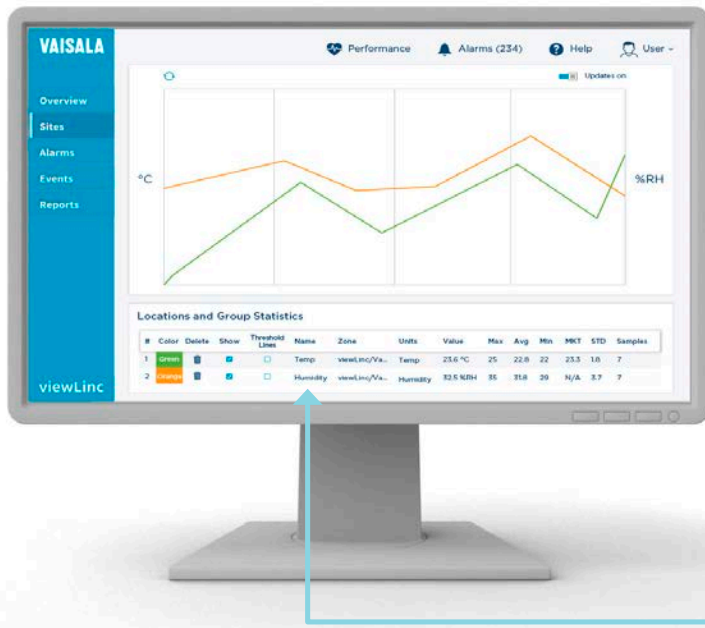 VAISALA
Performance
Alarms (234)
Help
User
Updates on
Overview
Sites
Alarms
Events
Reports
°C
%RH
Locations and Group Statistics
# Color Delete Show Threshold Lines Name Zone Units Value Max Avg Min MKT STD Samples
1 Green Temp viewLinc/Va... Temp 23.6 °C 25 22.8 22 23.3 1.8 7
2 Orange Humidity viewLinc/Va... Humidity 32.5 %RH 35 31.8 29 N/A 3.7 7
viewLinc